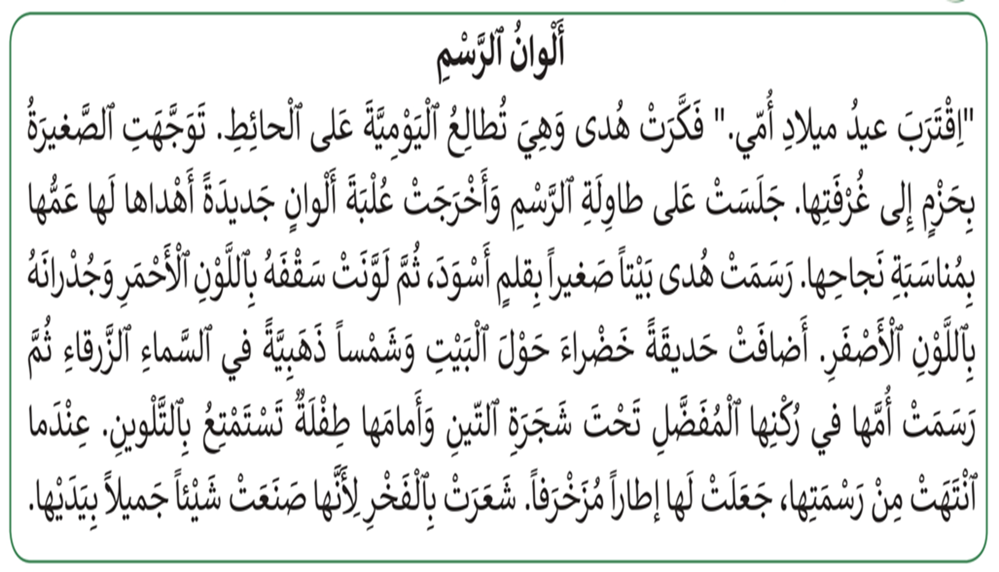 أَلْوانُ ٱلرَّسْمِ
"اِقْتَرَبَ عيدُ ميلادِ أُمّي." فَكَّرَتْ هُدى وَهِيَ تُطالِعُ ٱلْيَوْمِيَّةَ عَلى ٱلْحائِطِ. تَوَجَّهَتِ ٱلصَّغيرَةُ
بِحَزْمٍ إِلى غُرْفَتِها. جَلَسَتْ عَلى طاوِلَةِ ٱلرَّسْمِ وَأَخْرَجَتْ عُلْبَةَ أَلْوانٍ جَديدَةً أَهْداها لَها عَمُّها
بِمُناسَبَةِ نَجاحِها. رَسَمَتْ هُدى بَيْتاً صَغيراً بِقلمٍ أَسْوَدَ، ثُمَّ لَوَّنَتْ سَقْفَهُ بِٱللَّوْنِ ٱلْأَحْمَرِ وَجُدْرانَهُ
بِٱللَّوْنِ ٱلْأَصْفَرِ. أَضافَتْ حَديقَةً خَضْراءَ حَوْلَ ٱلْبَيْتِ وَشَمْساً ذَهَبِيَّةً في ٱلسَّماءِ ٱلزَّرقاءِ ثُمَّ
رَسَمَتْ أُمَّها في رُكْنِها ٱلْمُفَضَّلِ تَحْتَ شَجَرَةِ ٱلتّينِ وَأَمامَها طِفْلَةٌ تَسْتَمْتِعُ بِٱلتَّلْوينِ. عِنْدَما
ٱنْتَهَتْ مِنْ رَسْمَتِها، جَعَلَتْ لَها إطاراً مُزَخْرَفاً. شَعَرَتْ بِٱلْفَخْرِ لِأَنَّها صَنَعَتْ شَيْئاً جَميلاً بِيَدَيْها.